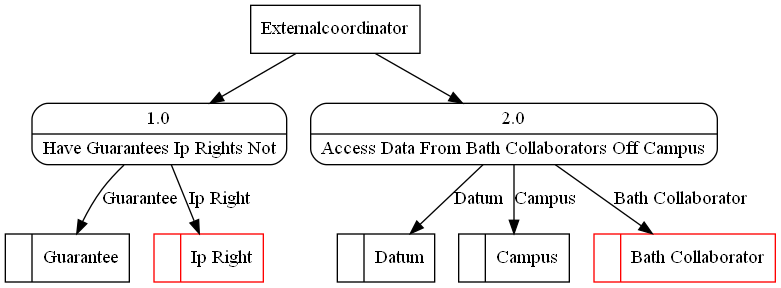 Externalcoordinator
1.0
Have Guarantees Ip Rights Not
2.0
Access Data From Bath Collaborators Off Campus
Guarantee
Ip Right
Datum
Campus
Bath Collaborator
Guarantee
Ip Right
Datum
Campus
Bath Collaborator